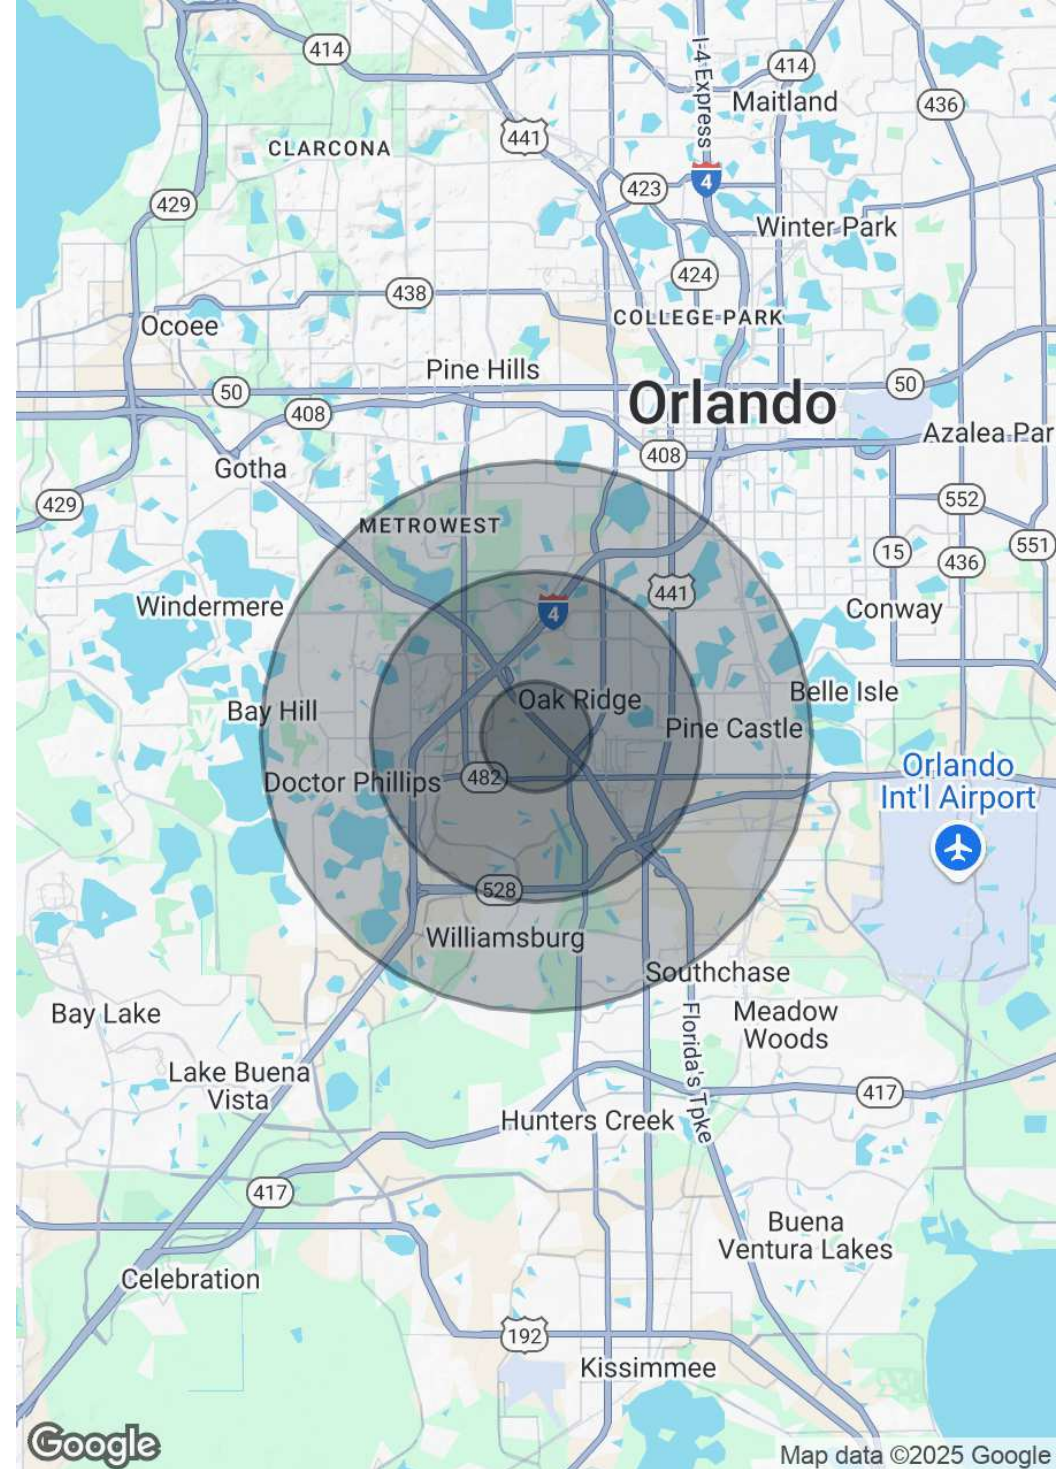 414
I-4 Express
414
Maitland
436
441
CLARCONA
423
4
429
Winter Park
424
438
COLLEGE PARK
Ocoee
Pine Hills
50
50
408
Orlando
Azalea Par
408
Gotha
429
552
METROWEST
15
551
436
441
Windermere
4
Conway
Oak Ridge
Belle Isle
Bay Hill
Pine Castle
Orlando
Int'l Airport
Doctor Phillips
482
528
Williamsburg
Southchase
Bay Lake
Meadow
Woods
Florida's Tpke
Lake Buena
Vista
417
Hunters Creek
417
Buena
Ventura Lakes
Celebration
192
Kissimmee
Google
Map data ©2025 Google